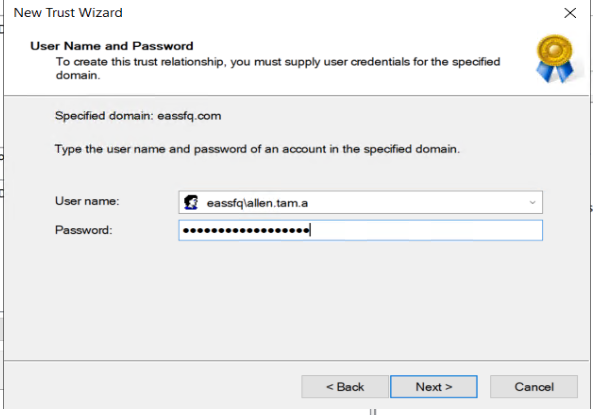 New Trust Wizard
User Name and Password
To create this trust relationship, you must supply user credentials for the specified
domain.
Specified domain: eassfq.com
Type the user name and password of an account in the specified domain.
User name:
eassfq\allen.tam.a
Password:
••••••••••••••••••
< Back
Next >
Cancel